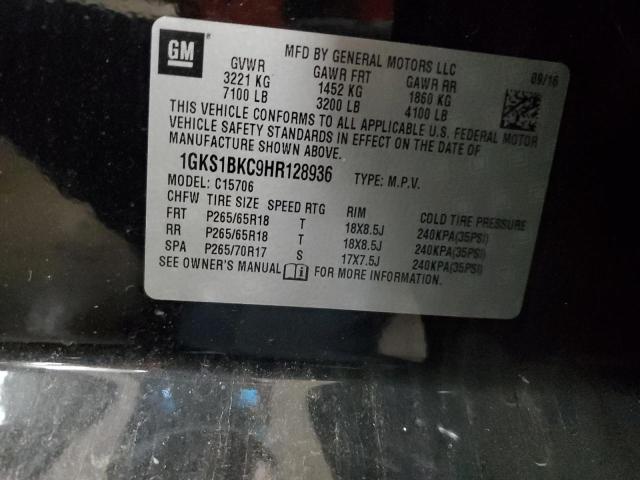 GM
MFD BY GENERAL MOTORS LLC
09/16
GVWR GAWR FRT GAWR RR
3221 KG 1452 KG 1860 KG
7100 LB 3200 LB 4100 LB
THIS VEHICLE CONFORMS TO ALL APPLICABLE U.S. FEDERAL MOTOR
VEHICLE SAFETY STANDARDS IN EFFECT ON THE DATE OF
MANUFACTURE SHOWN ABOVE.
1GKS1BKC9HR128936 TYPE: M.P.V.
MODEL: C15706
CHFW TIRE SIZE SPEED RTG RIM COLD TIRE PRESSURE
FRT P265/65R18 T 18X8.5J 240KPA(35PSI)
RR P265/65R18 T 18X8.5J 240KPA(35PSI)
SPA P265/70R17 S 17X7.5J 240KPA(35PSI)
SEE OWNER'S MANUAL FOR MORE INFORMATION.